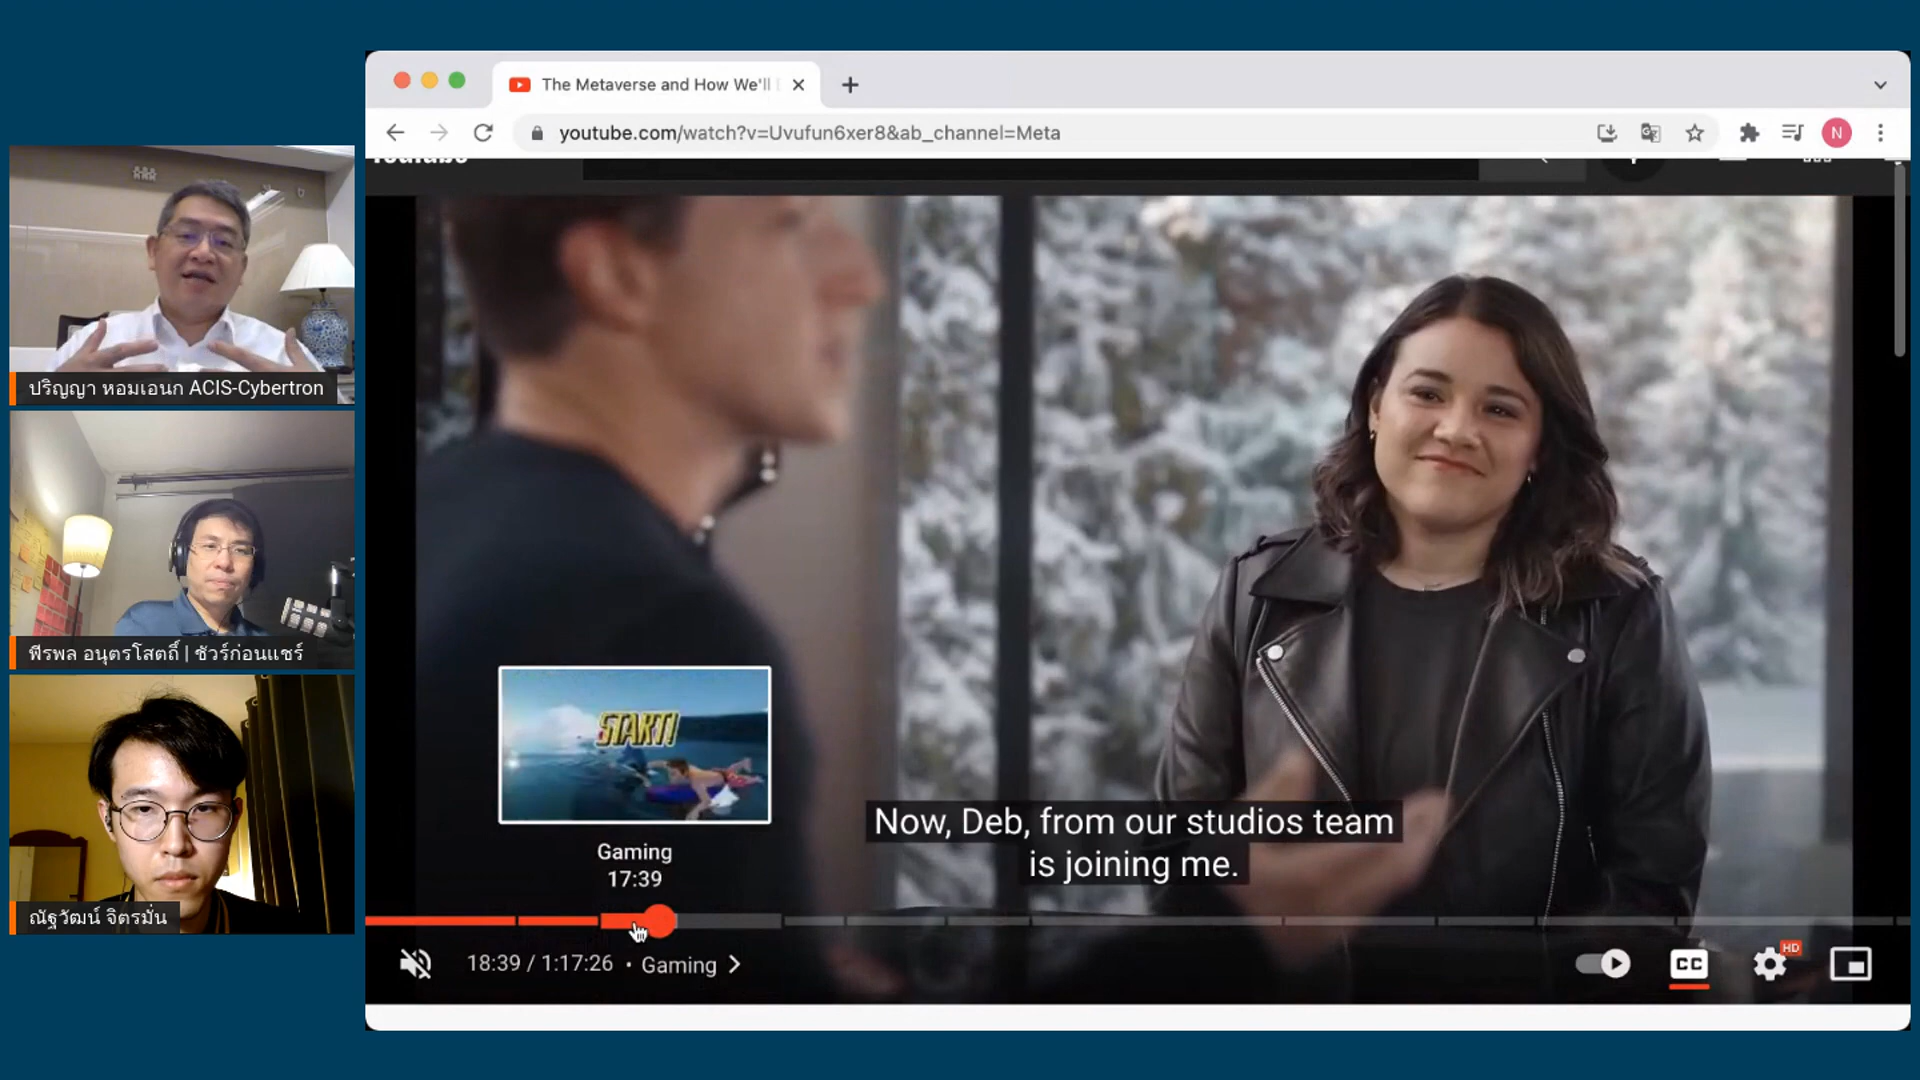 The Metaverse and How We'll
youtube.com/watch?v=Uvufun6xer8&ab_channel=Meta
N
YouTube
ปริญญา หอมเอนก ACIS-Cybertron
พีรพล อนุตรโสตถิ์ | ชัวร์ก่อนแชร์
ณัฐวัฒน์ จิตรมั่น
START!
Gaming
17:39
Now, Deb, from our studios team
is joining me.
18:39 / 1:17:26 • Gaming
CC
HD